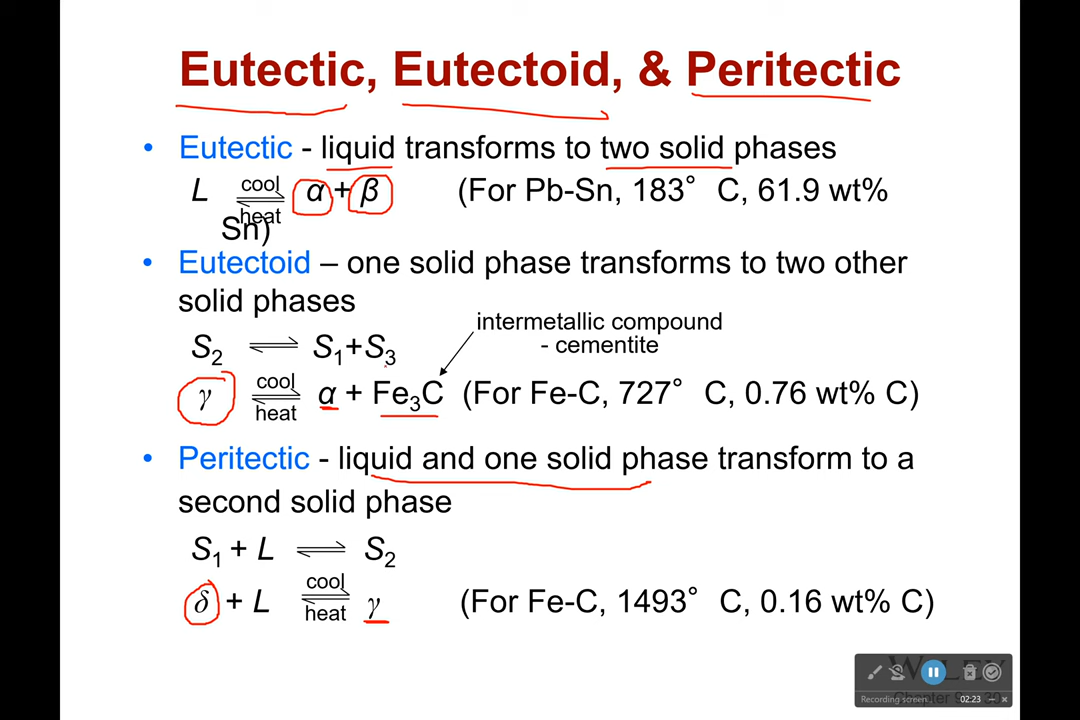 Eutectic, Eutectoid, & Peritectic
• Eutectic - liquid transforms to two solid phases
L cool heat α + β (For Pb-Sn, 183° C, 61.9 wt%
Sn)
• Eutectoid – one solid phase transforms to two other
solid phases
intermetallic compound
- cementite
S2 ⇌ S1+S3
γ cool heat α + Fe3C (For Fe-C, 727° C, 0.76 wt% C)
• Peritectic - liquid and one solid phase transform to a
second solid phase
S1 + L ⇌ S2
δ + L cool heat γ (For Fe-C, 1493° C, 0.16 wt% C)
WILEY
Recording screen... 02:23